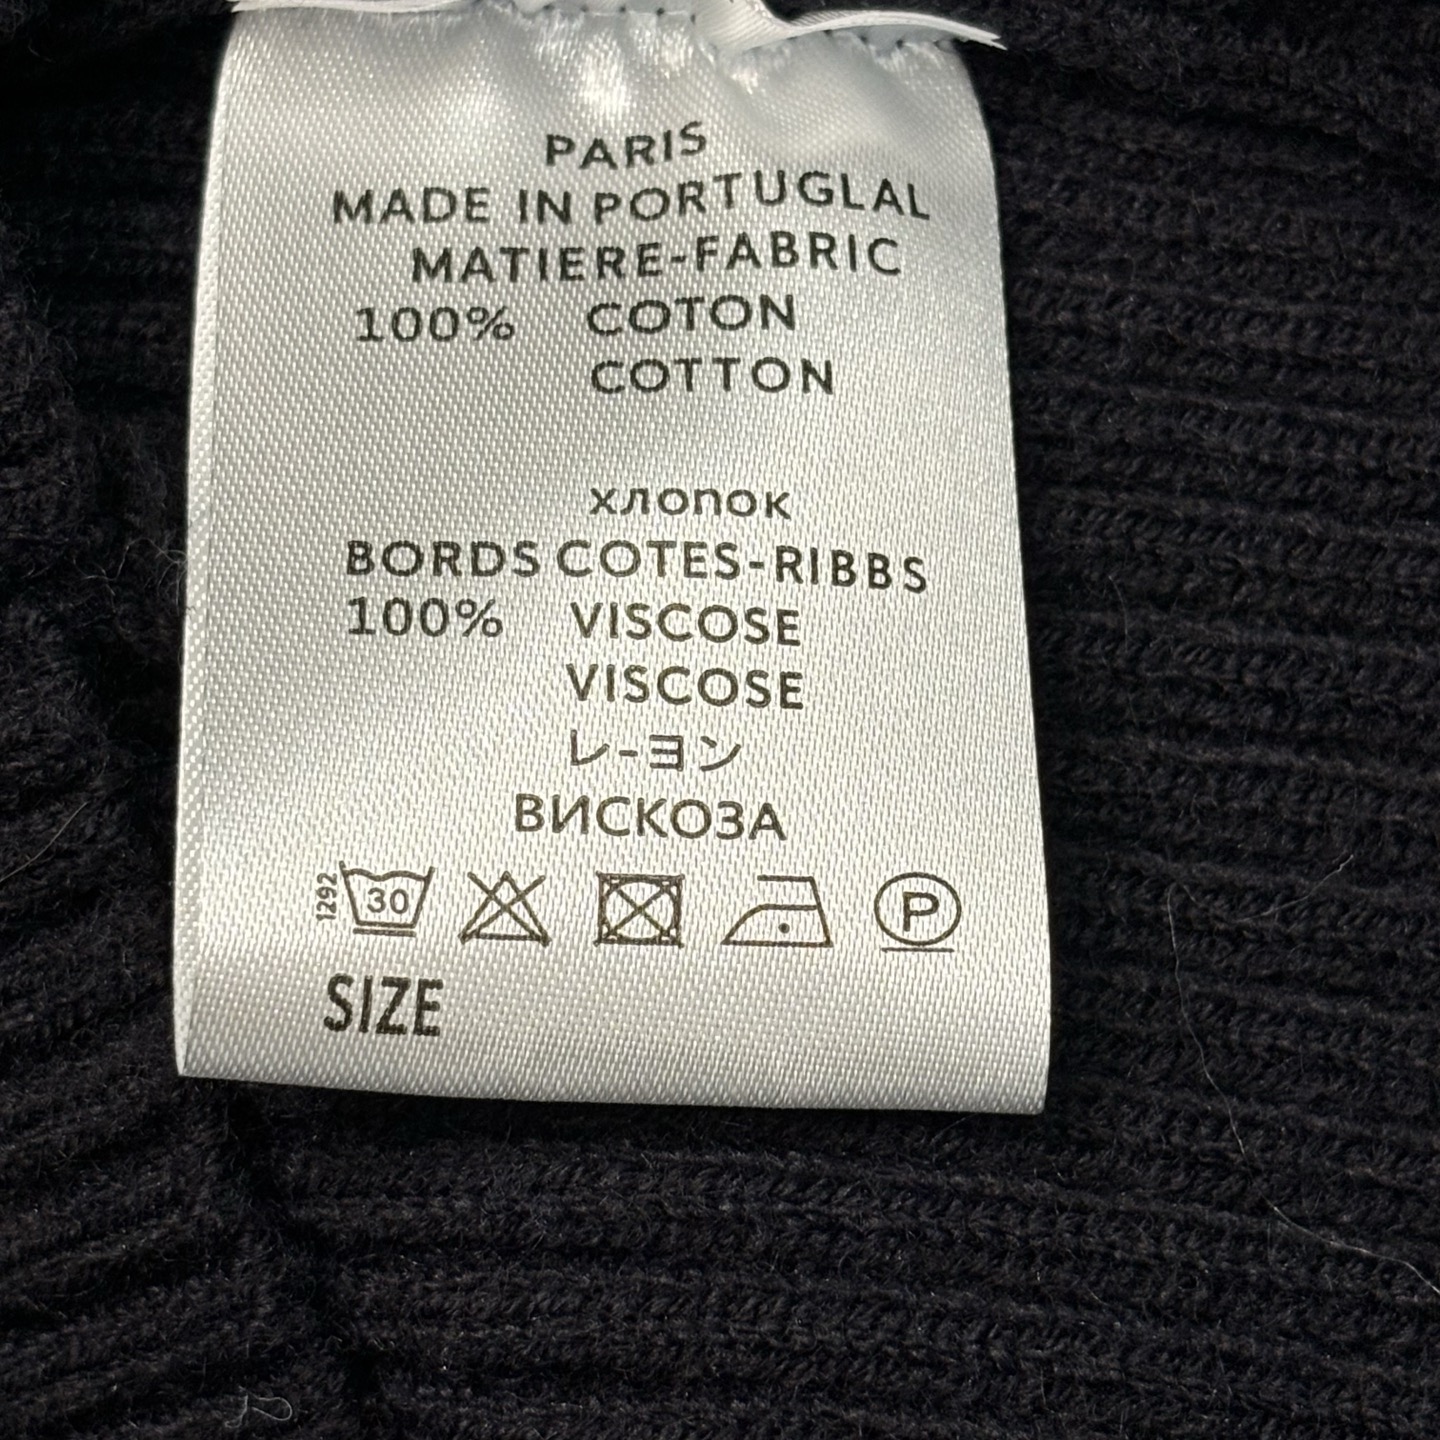 PARIS
MADE IN PORTUGLAL
MATIERE-FABRIC
100% COTON
COTTON
хлопок
BORDS COTES-RIBBS
100% VISCOSE
VISCOSE
レ-ヨン
ВИСКОЗА
1292 30 P
SIZE